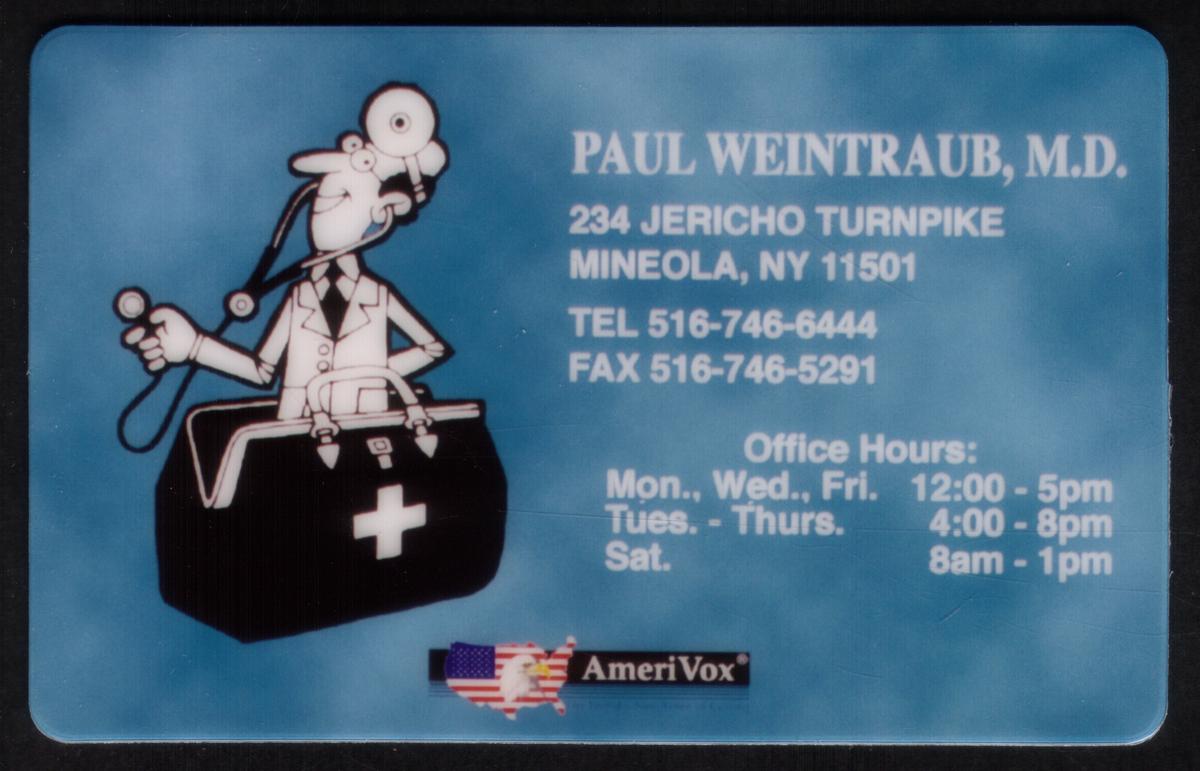 PAUL WEINTRAUB, M.D.
234 JERICHO TURNPIKE
MINEOLA, NY 11501
TEL 516-746-6444
FAX 516-746-5291
Office Hours:
Mon., Wed., Fri. 12:00 - 5pm
Tues. - Thurs. 4:00 - 8pm
Sat. 8am - 1pm
AmeriVox®